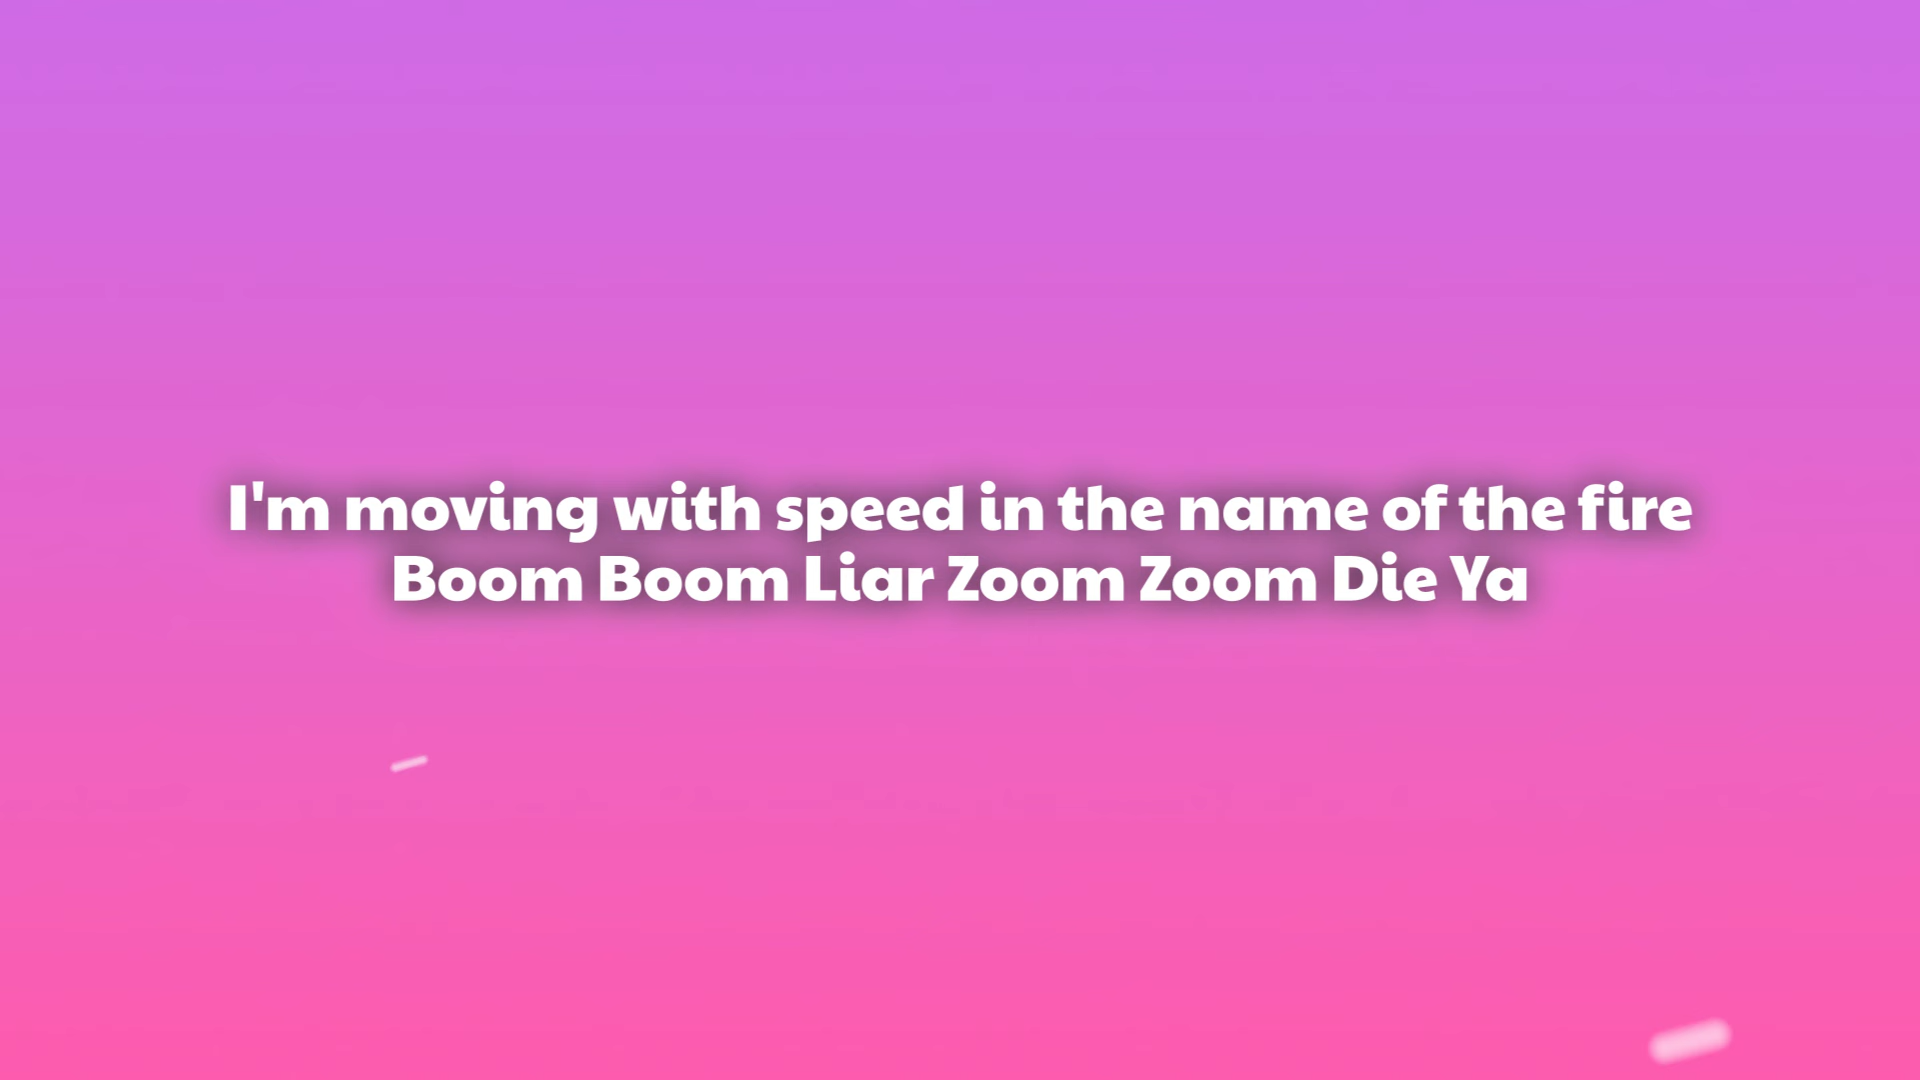 I'm moving with speed in the name of the fire
Boom Boom Liar Zoom Zoom Die Ya